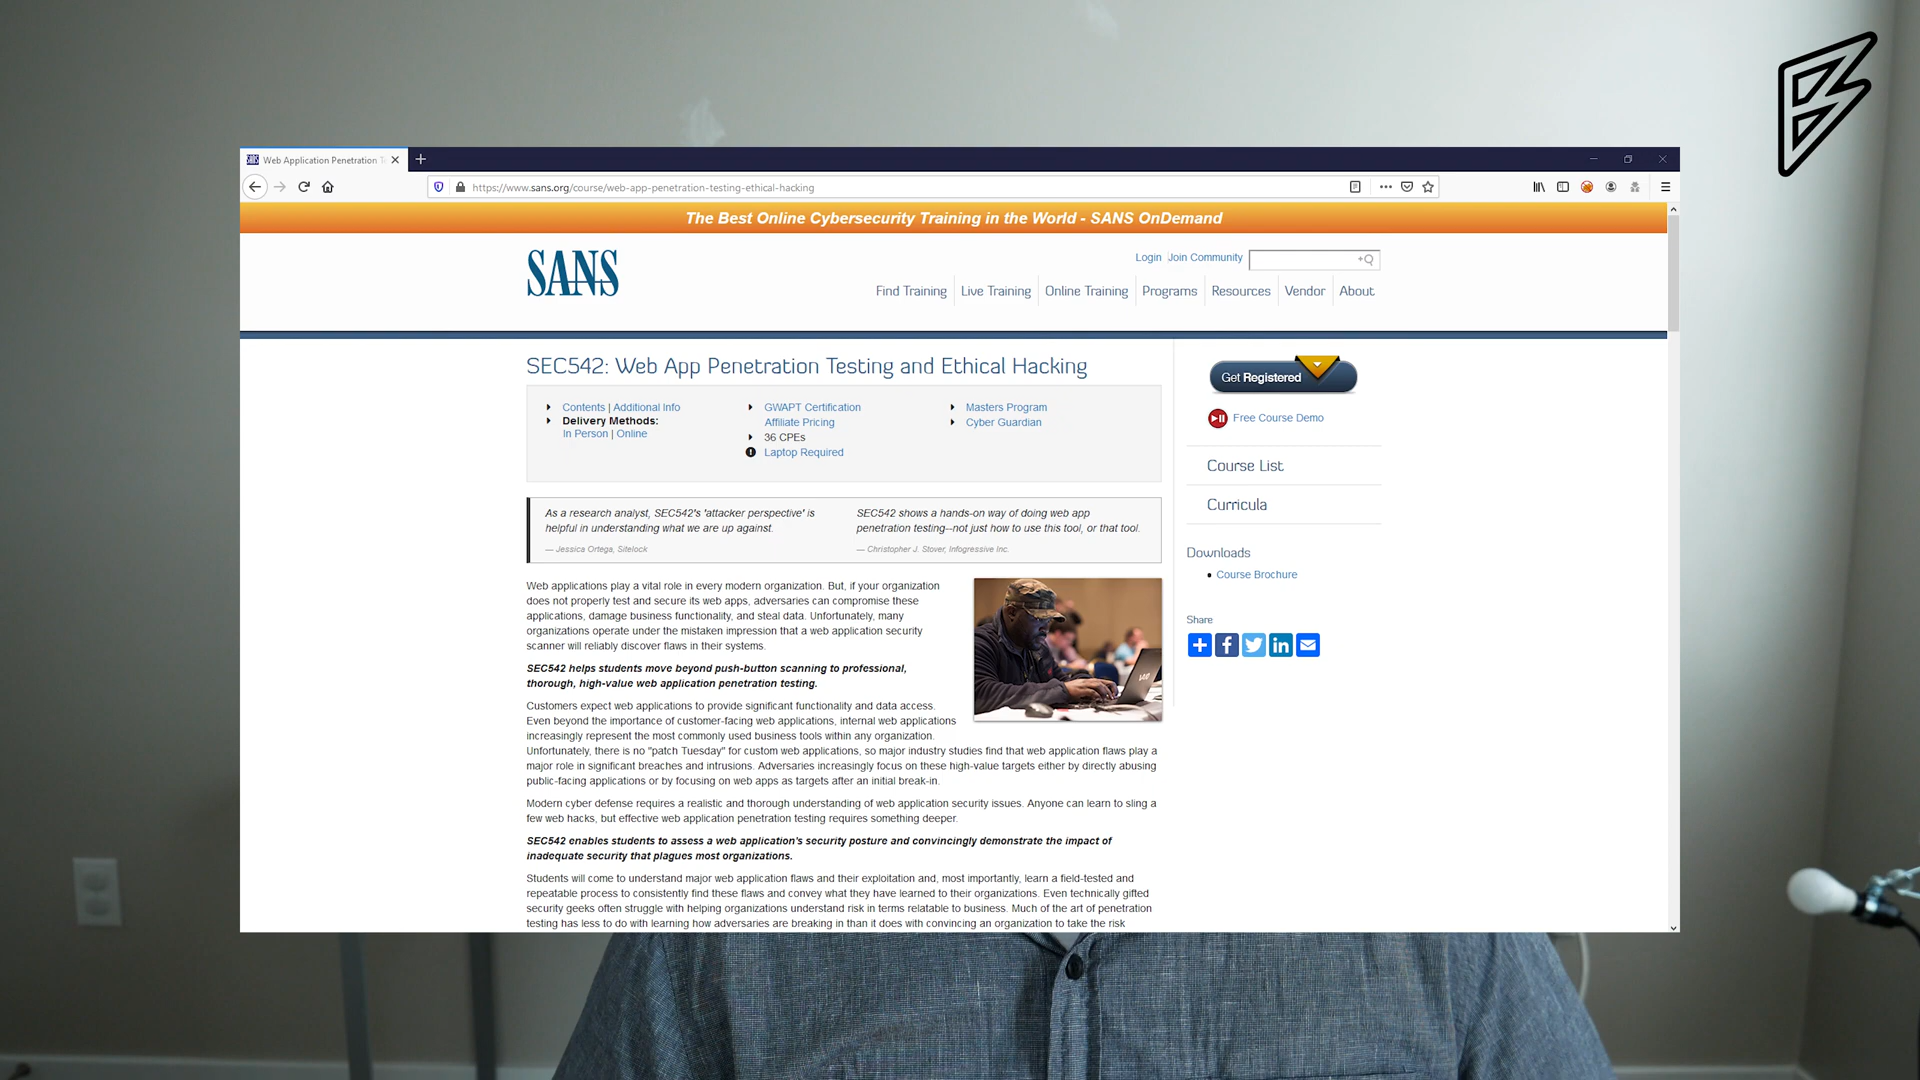 Web Application Penetration T
https://www.sans.org/course/web-app-penetration-testing-ethical-hacking
The Best Online Cybersecurity Training in the World - SANS OnDemand
SANS
Login Join Community
Find Training Live Training Online Training Programs Resources Vendor About
SEC542: Web App Penetration Testing and Ethical Hacking
Contents | Additional Info
Delivery Methods:
In Person | Online
GWAPT Certification
Affiliate Pricing
36 CPEs
Laptop Required
Masters Program
Cyber Guardian
Get Registered
Free Course Demo
Course List
Curricula
Downloads
Course Brochure
Share
As a research analyst, SEC542's 'attacker perspective' is
helpful in understanding what we are up against.
— Jessica Ortega, Sitelock
SEC542 shows a hands-on way of doing web app
penetration testing--not just how to use this tool, or that tool.
— Christopher J. Stover, Infogressive Inc.
Web applications play a vital role in every modern organization. But, if your organization
does not properly test and secure its web apps, adversaries can compromise these
applications, damage business functionality, and steal data. Unfortunately, many
organizations operate under the mistaken impression that a web application security
scanner will reliably discover flaws in their systems.
SEC542 helps students move beyond push-button scanning to professional,
thorough, high-value web application penetration testing.
Customers expect web applications to provide significant functionality and data access.
Even beyond the importance of customer-facing web applications, internal web applications
increasingly represent the most commonly used business tools within any organization.
Unfortunately, there is no "patch Tuesday" for custom web applications, so major industry studies find that web application flaws play a
major role in significant breaches and intrusions. Adversaries increasingly focus on these high-value targets either by directly abusing
public-facing applications or by focusing on web apps as targets after an initial break-in.
Modern cyber defense requires a realistic and thorough understanding of web application security issues. Anyone can learn to sling a
few web hacks, but effective web application penetration testing requires something deeper.
SEC542 enables students to assess a web application's security posture and convincingly demonstrate the impact of
inadequate security that plagues most organizations.
Students will come to understand major web application flaws and their exploitation and, most importantly, learn a field-tested and
repeatable process to consistently find these flaws and convey what they have learned to their organizations. Even technically gifted
security geeks often struggle with helping organizations understand risk in terms relatable to business. Much of the art of penetration
testing has less to do with learning how adversaries are breaking in than it does with convincing an organization to take the risk